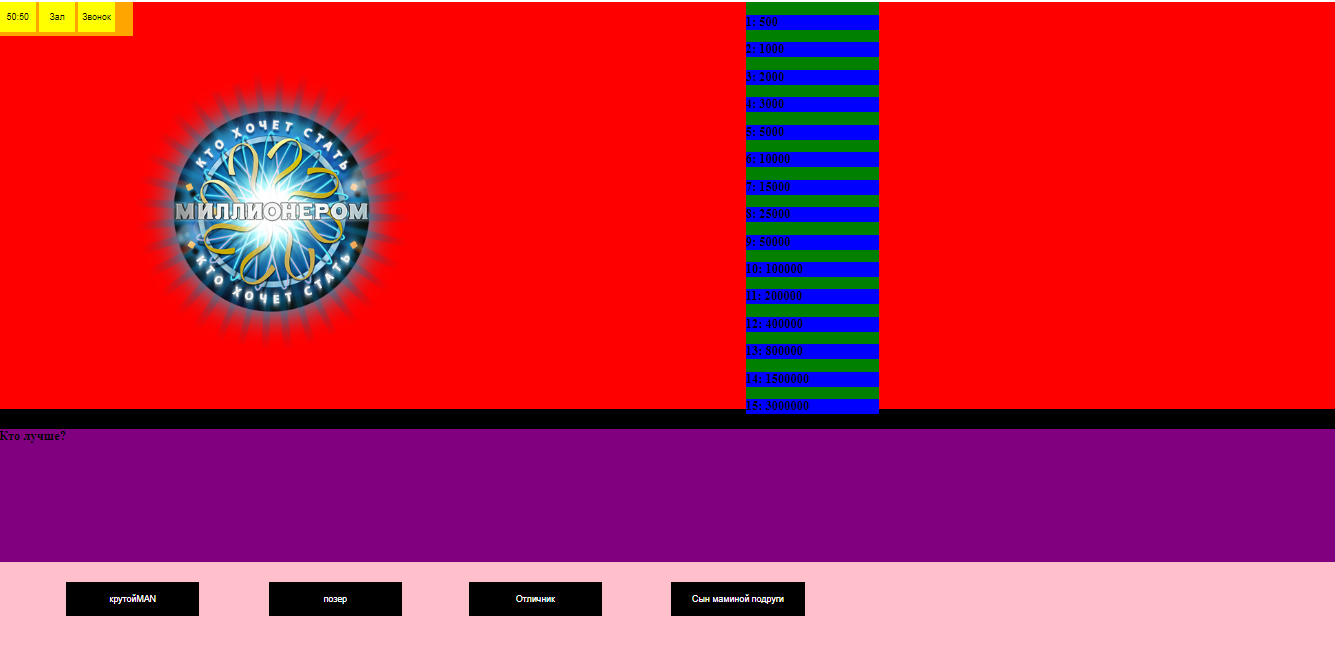 50:50 Зал Звонок
КТО ХОЧЕТ СТАТЬ
МИЛЛИОНЕРОМ
КТО ХОЧЕТ СТАТЬ
1: 500
2: 1000
3: 2000
4: 3000
5: 5000
6: 10000
7: 15000
8: 25000
9: 50000
10: 100000
11: 200000
12: 400000
13: 800000
14: 1500000
15: 3000000
Кто лучше?
крутойMAN позер Отличник Сын маминой подруги